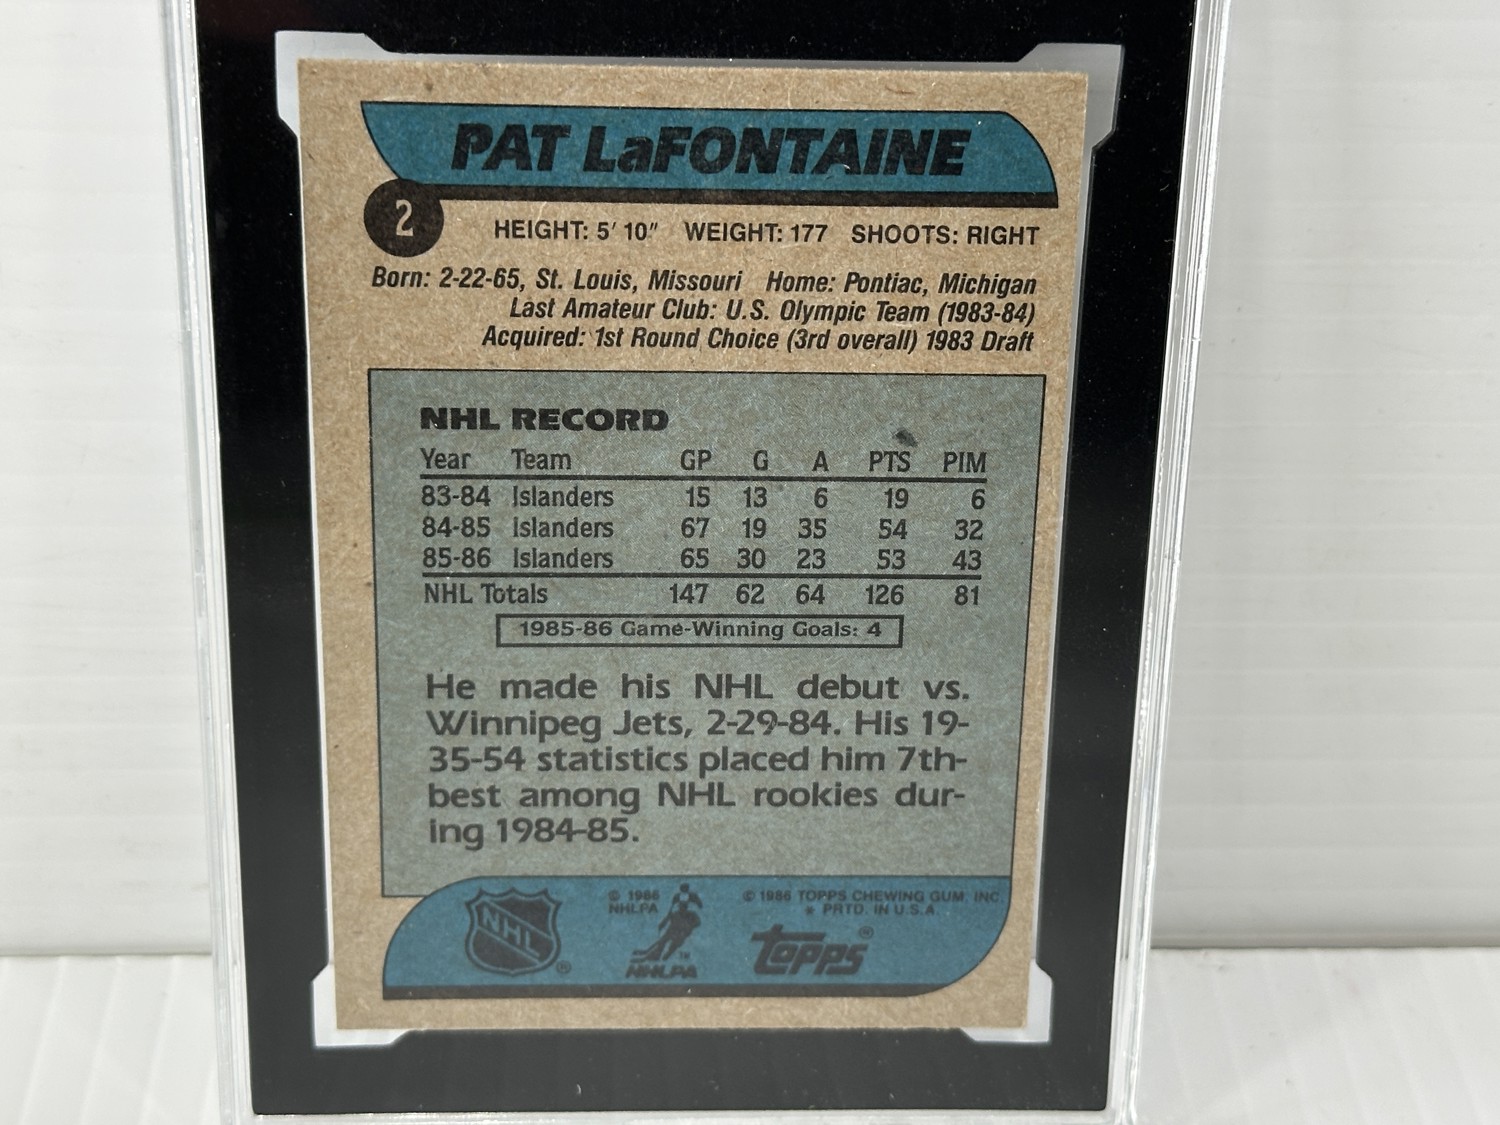 PAT LaFONTAINE
2
HEIGHT: 5' 10" WEIGHT: 177 SHOOTS: RIGHT
Born: 2-22-65, St. Louis, Missouri Home: Pontiac, Michigan
Last Amateur Club: U.S. Olympic Team (1983-84)
Acquired: 1st Round Choice (3rd overall) 1983 Draft
NHL RECORD
Year Team GP G A PTS PIM
83-84 Islanders 15 13 6 19 6
84-85 Islanders 67 19 35 54 32
85-86 Islanders 65 30 23 53 43
NHL Totals 147 62 64 126 81
1985-86 Game-Winning Goals: 4
He made his NHL debut vs.
Winnipeg Jets, 2-29-84. His 19-
35-54 statistics placed him 7th-
best among NHL rookies dur-
ing 1984-85.
NHL ®
© 1986
NHLPA
™
NHLPA
© 1986 TOPPS CHEWING GUM, INC.
* PRTD. IN U.S.A.
topps ®